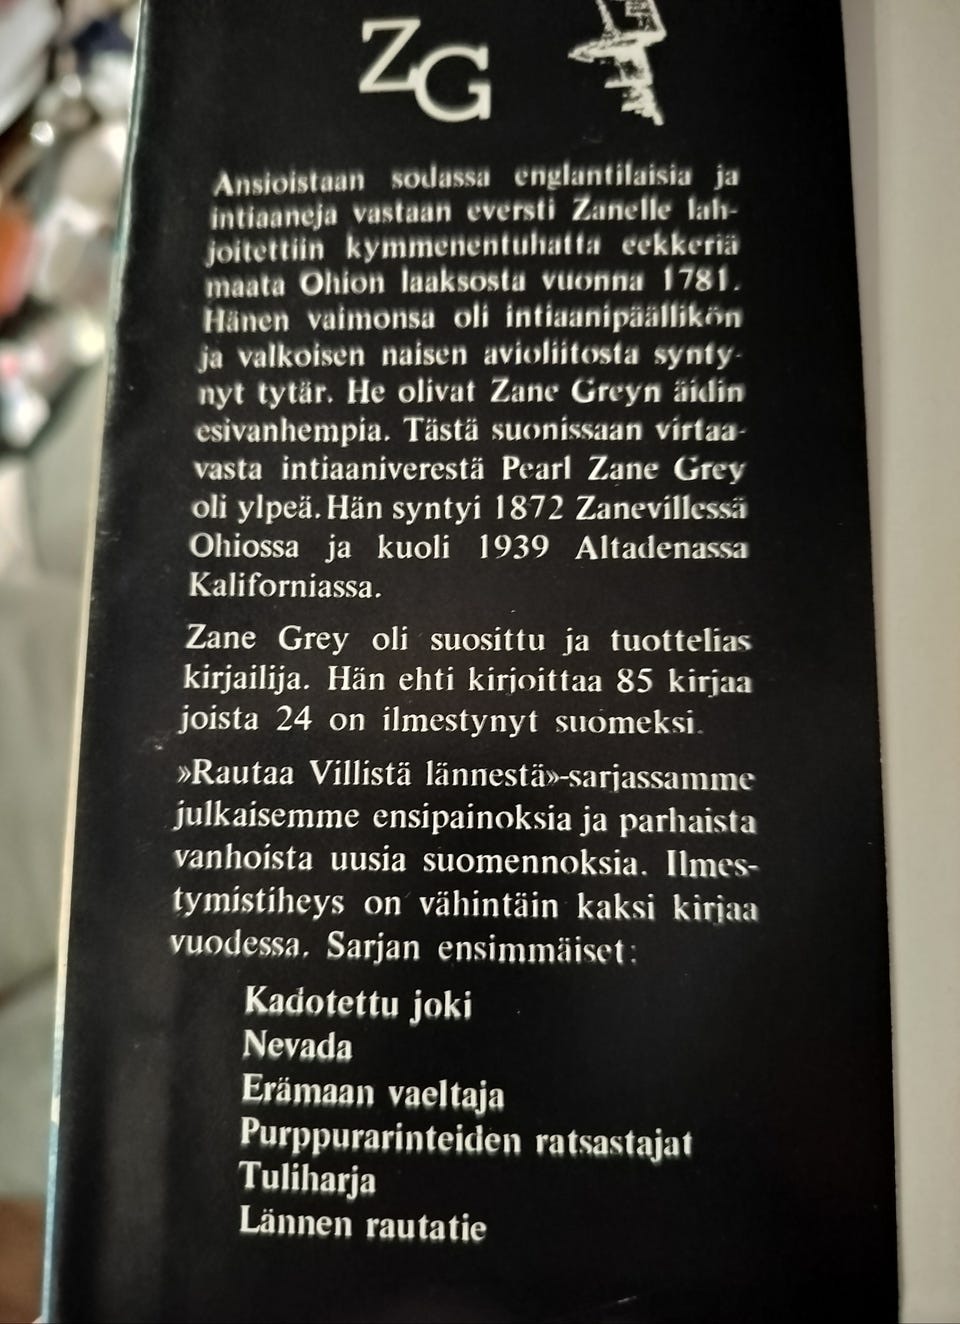 ZG
Ansioistaan sodassa englantilaisia ja
intiaaneja vastaan eversti Zanelle lah-
joitettiin kymmenentuhatta eekkeriä
maata Ohion laaksosta vuonna 1781.
Hänen vaimonsa oli intiaanipäällikön
ja valkoisen naisen avioliitosta synty-
nyt tytär. He olivat Zane Greyn äidin
esivanhempia. Tästä suonissaan virtaa-
vasta intiaaniverestä Pearl Zane Grey
oli ylpeä. Hän syntyi 1872 Zanevillessä
Ohiossa ja kuoli 1939 Altadenassa
Kaliforniassa.
Zane Grey oli suosittu ja tuottelias
kirjailija. Hän ehti kirjoittaa 85 kirjaa
joista 24 on ilmestynyt suomeksi.
»Rautaa Villistä lännestä»-sarjassamme
julkaisemme ensipainoksia ja parhaista
vanhoista uusia suomennoksia. Ilmes-
tymistiheys on vähintäin kaksi kirjaa
vuodessa. Sarjan ensimmäiset:
Kadotettu joki
Nevada
Erämaan vaeltaja
Purppurarinteiden ratsastajat
Tuliharja
Lännen rautatie